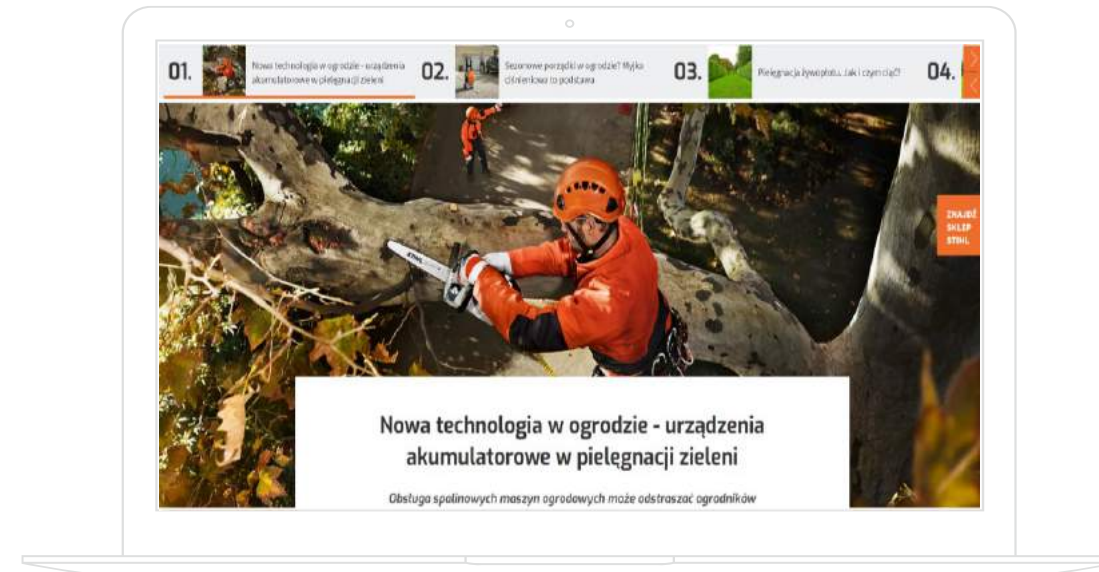 01.
Nowa technologia w ogrodzie - urządzenia
akumulatorowe w pielęgnacji zieleni
02.
Sezonowe porządki w ogrodzie? Myjka
ciśnieniowa to podstawa
03.
Pielęgnacja żywopłotu. Jak i czym ciąć?
04.
STIHL
ZNAJDŹ
SKLEP
STIHL
Nowa technologia w ogrodzie - urządzenia
akumulatorowe w pielęgnacji zieleni
Obsługa spalinowych maszyn ogrodowych może odstraszać ogrodników